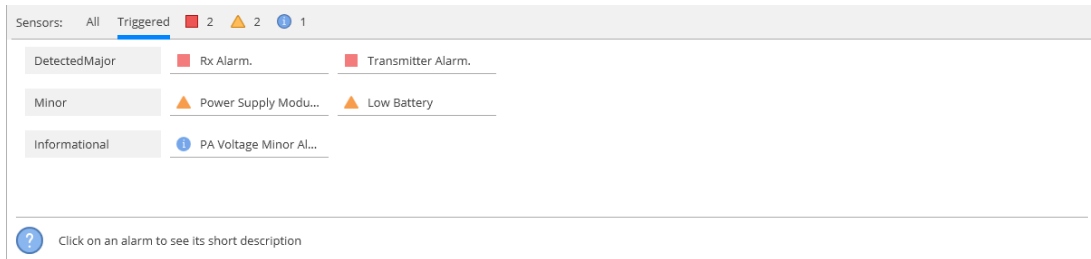 Sensors: All Triggered 2 2 1
DetectedMajor Rx Alarm. Transmitter Alarm.
Minor Power Supply Modu... Low Battery
Informational i PA Voltage Minor Al...
? Click on an alarm to see its short description